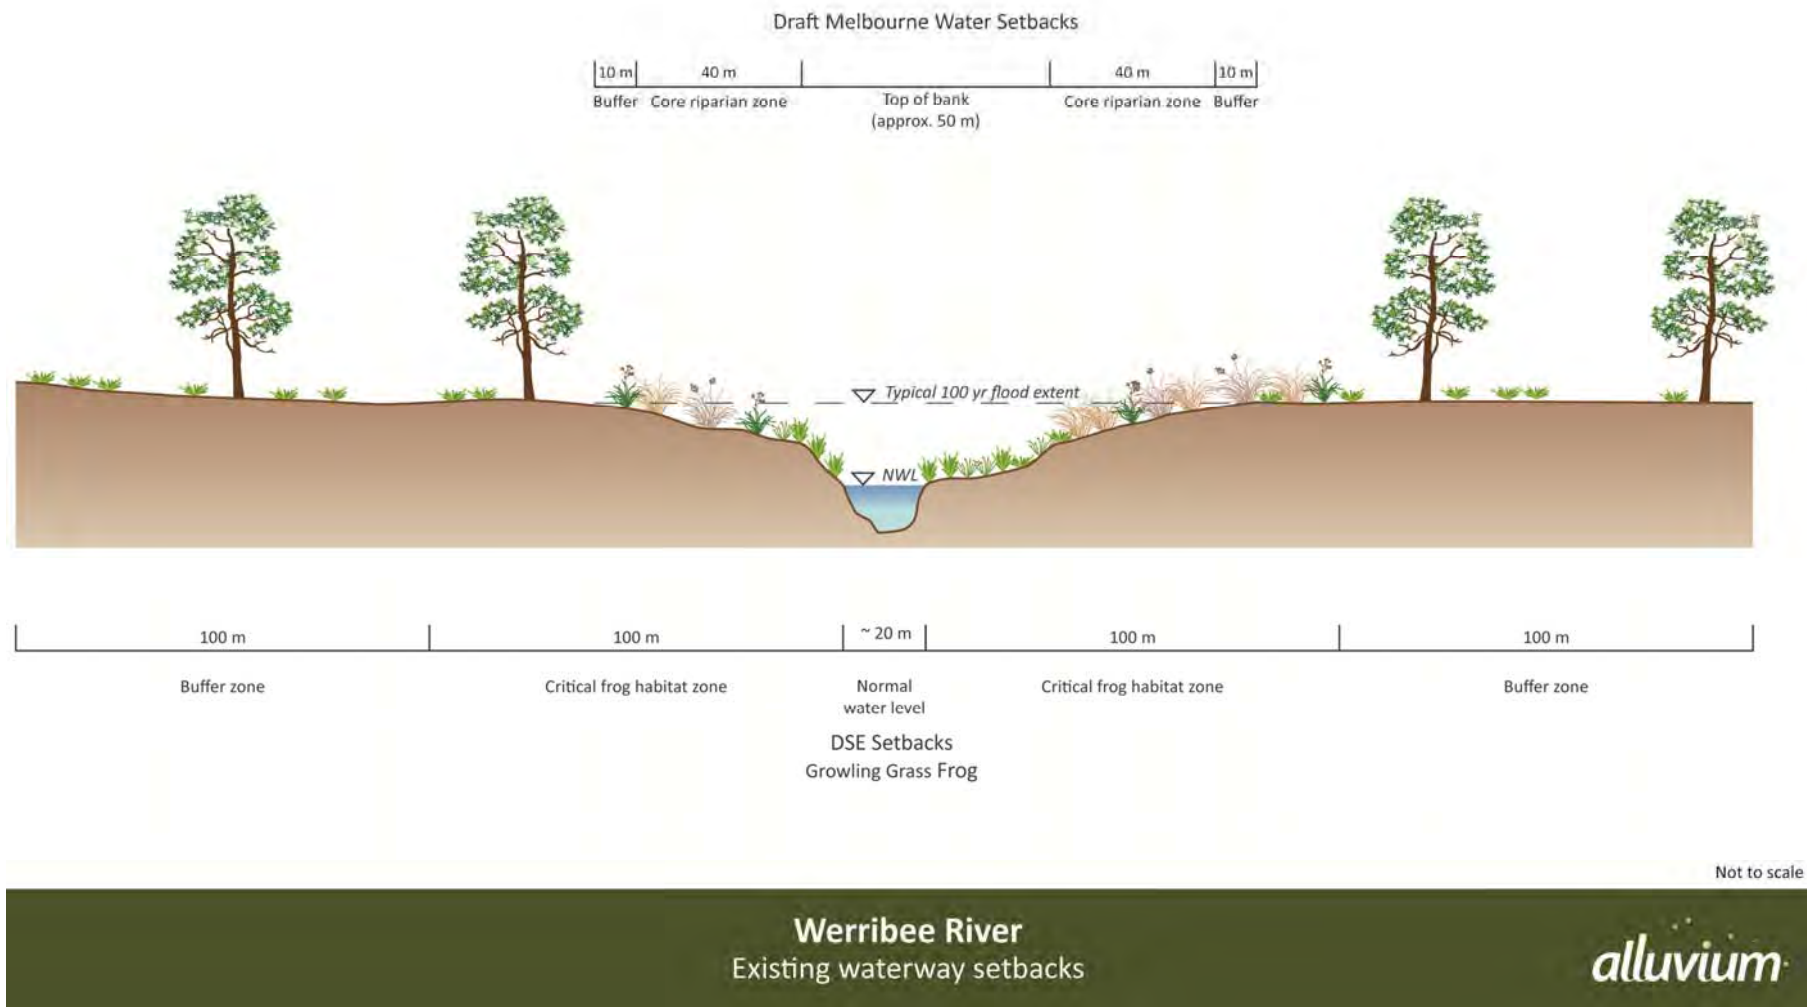 Draft Melbourne Water Setbacks
10 m 40 m 40 m 10 m
Buffer Core riparian zone Top of bank Core riparian zone Buffer
(approx. 50 m)
Typical 100 yr flood extent
NWL
100 m 100 m ~ 20 m 100 m 100 m
Buffer zone Critical frog habitat zone Normal Critical frog habitat zone Buffer zone
water level
DSE Setbacks
Growling Grass Frog
Not to scale
Werribee River
Existing waterway setbacks
alluvium